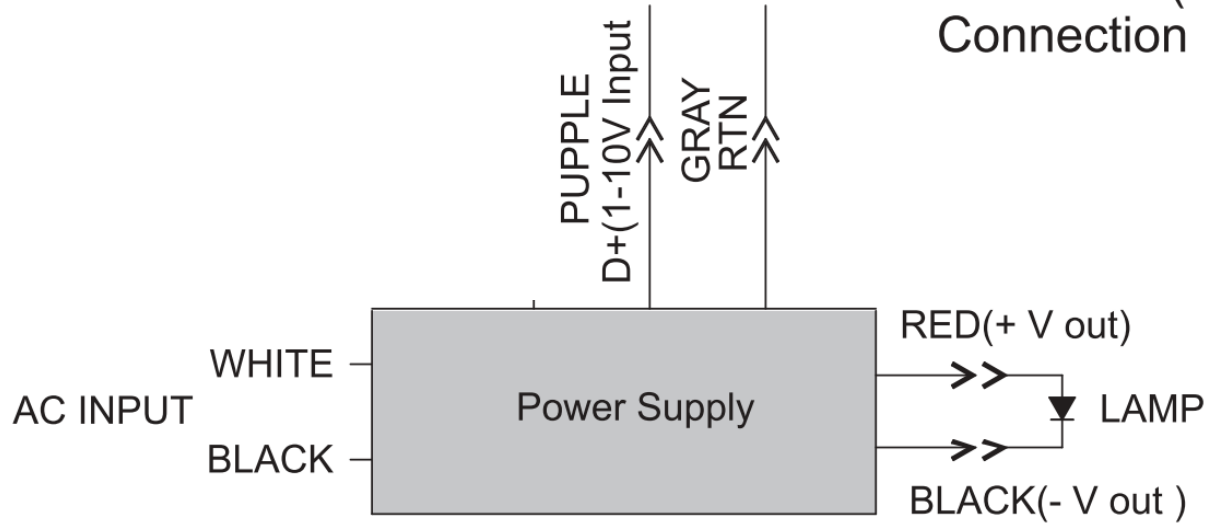 Connection
PUPPLE
D+(1-10V Input
GRAY
RTN
RED(+ V out)
WHITE
AC INPUT
Power Supply
LAMP
BLACK
BLACK(- V out )